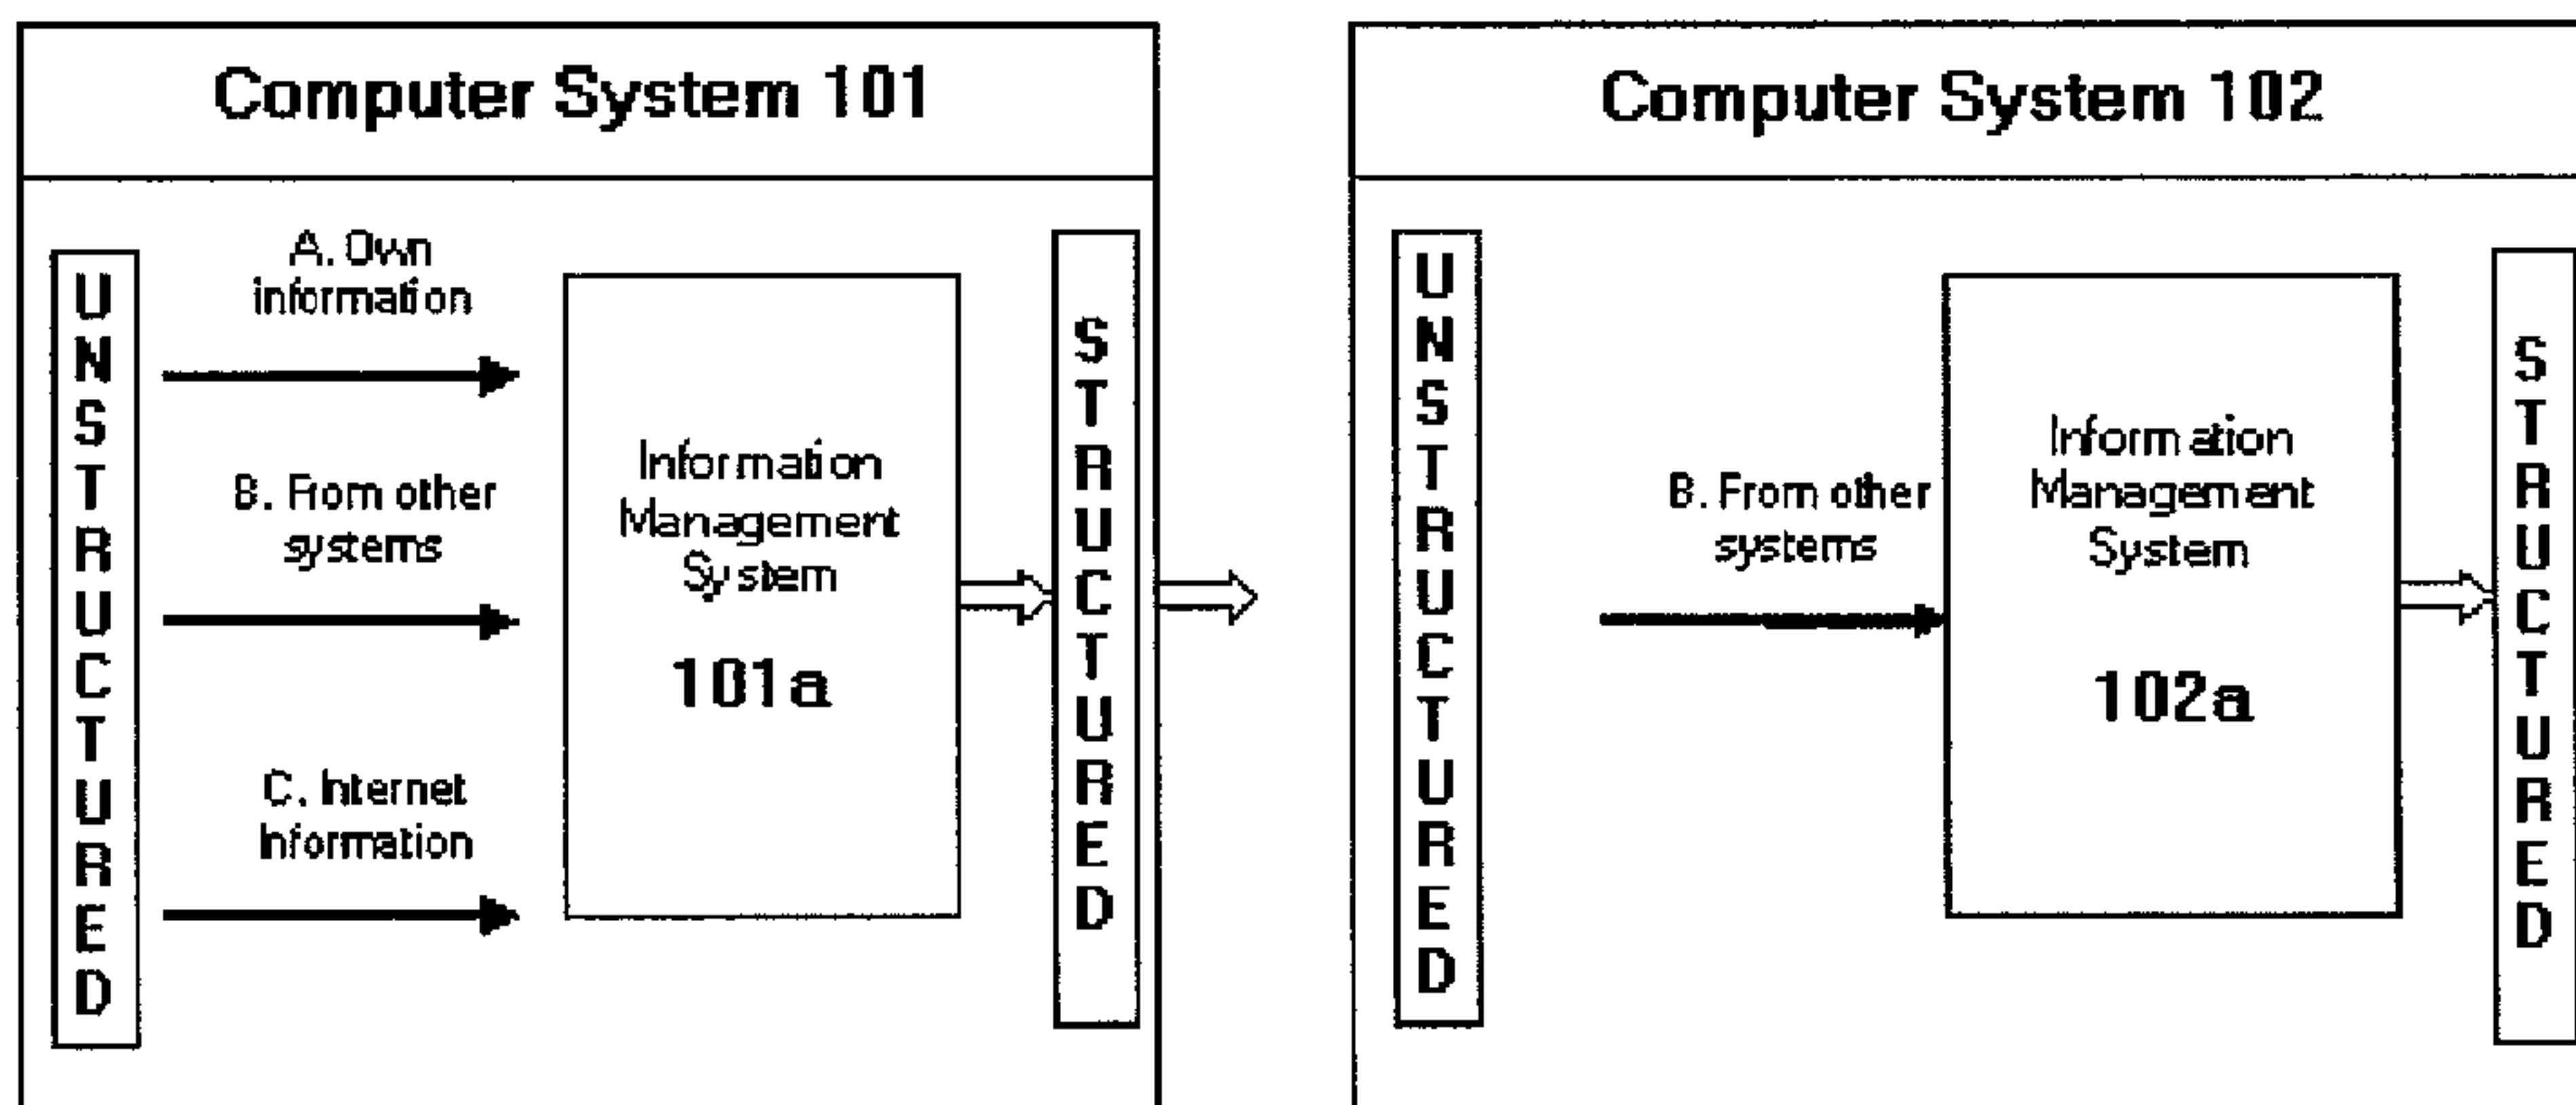 Computer System 101
UNSTRUCTURED
A. Own
information
B. From other
systems
C. Internet
Information
Information
Management
System
101a
STRUCTURED
Computer System 102
UNSTRUCTURED
B. From other
systems
Information
Management
System
102a
STRUCTURED